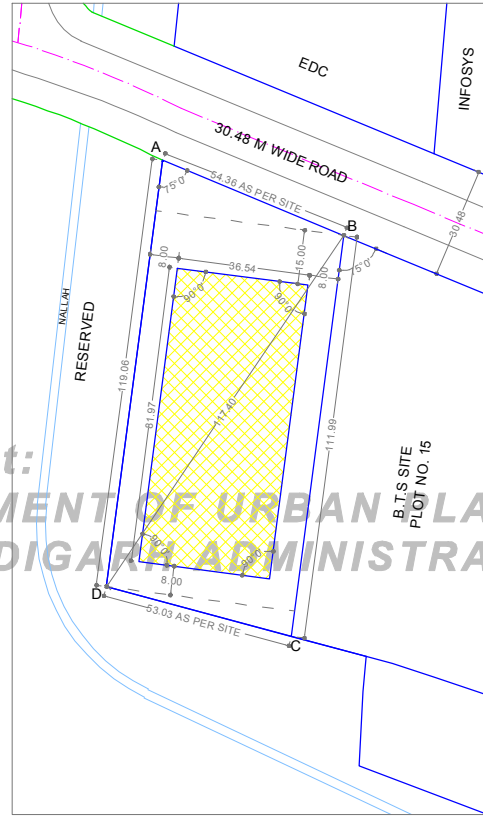 EDC
INFOSYS
30.48 M WIDE ROAD
A
54.36 AS PER SITE
75°0'
B
30.48
15.00
8.00
36.54
8.00
75°0'
90°0'
90°0'
NALLAH
RESERVED
119.06
81.97
117.40
111.99
B.T.S SITE
PLOT NO. 15
t:
MENT OF URBAN PLA
DIGARH ADMINISTRA
90°0'
90°0'
8.00
D
53.03 AS PER SITE
C